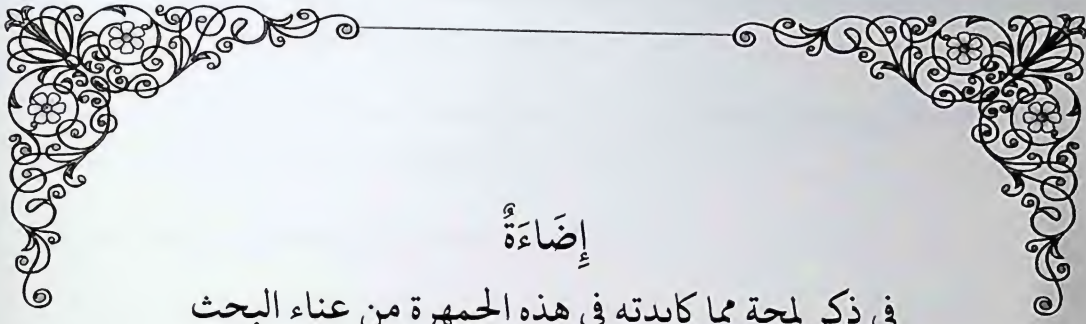 إِضَاءَةٌ
في ذكر لمحة مما كابدته في هذه الجمهرة من عناء البحث